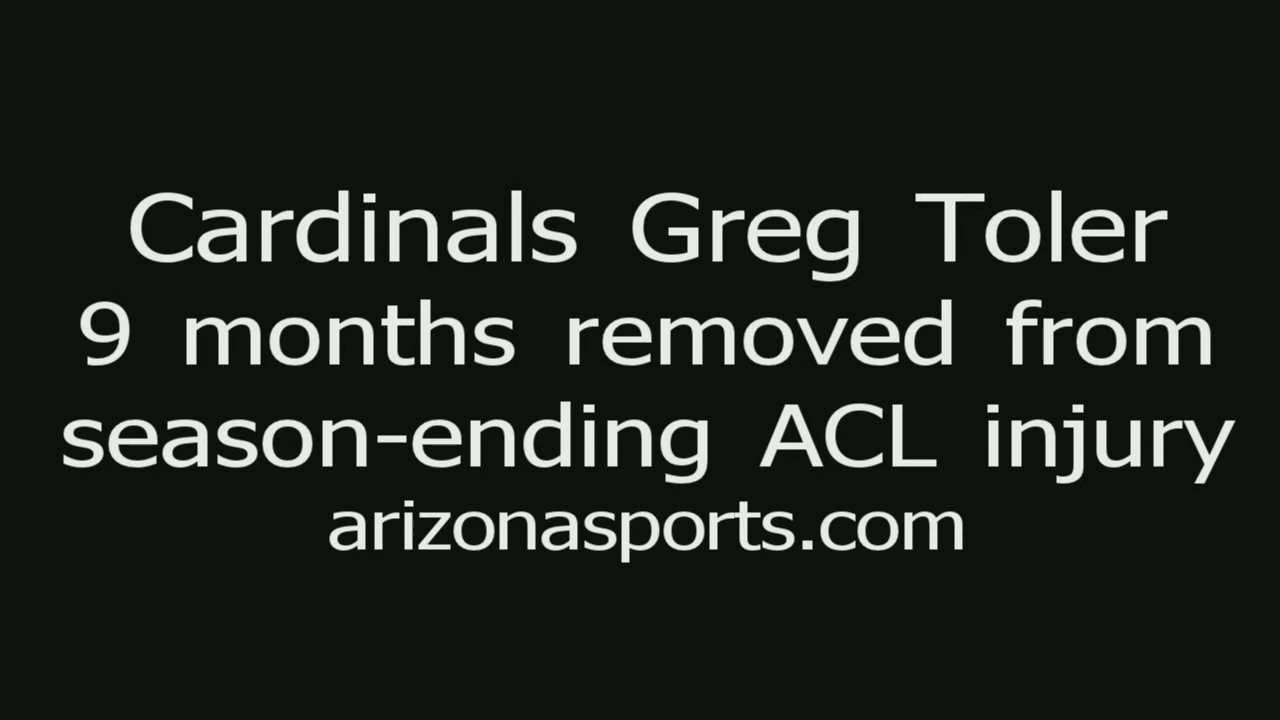 Cardinals Greg Toler
9 months removed from
season-ending ACL injury
arizonasports.com